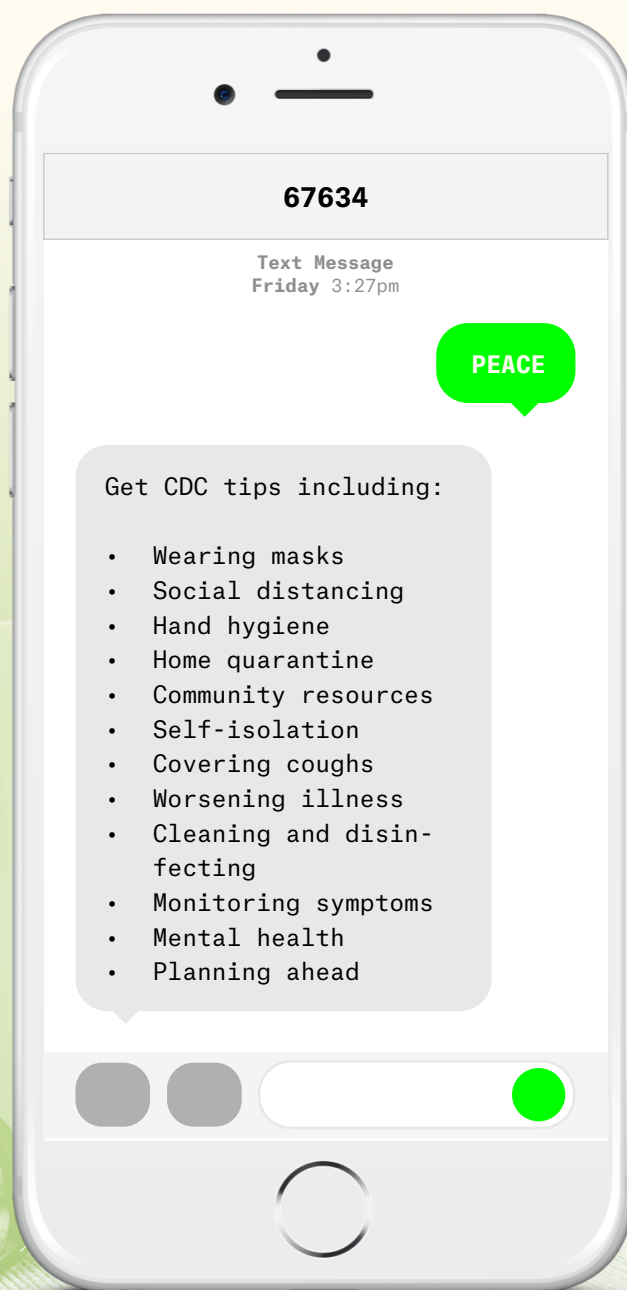 67634
Text Message
Friday 3:27pm
PEACE
Get CDC tips including:
• Wearing masks
• Social distancing
• Hand hygiene
• Home quarantine
• Community resources
• Self-isolation
• Covering coughs
• Worsening illness
• Cleaning and disin-
fecting
• Monitoring symptoms
• Mental health
• Planning ahead